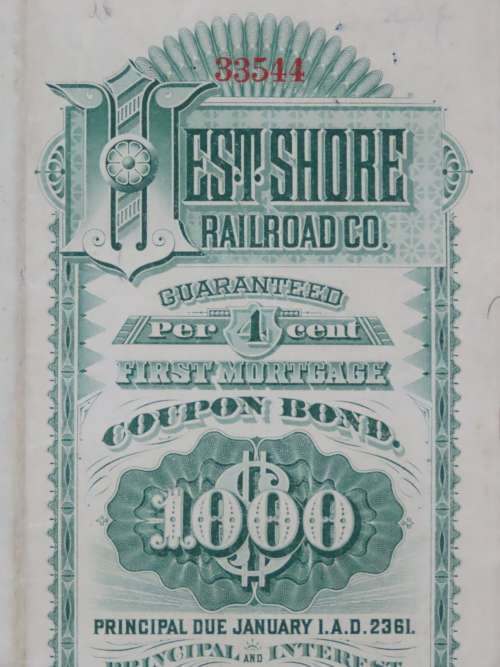 33544
WEST SHORE
RAILROAD CO.
GUARANTEED
Per 4 cent
FIRST MORTGAGE
COUPON BOND.
$1000
PRINCIPAL DUE JANUARY 1. A.D. 2361.
PRINCIPAL AND INTEREST